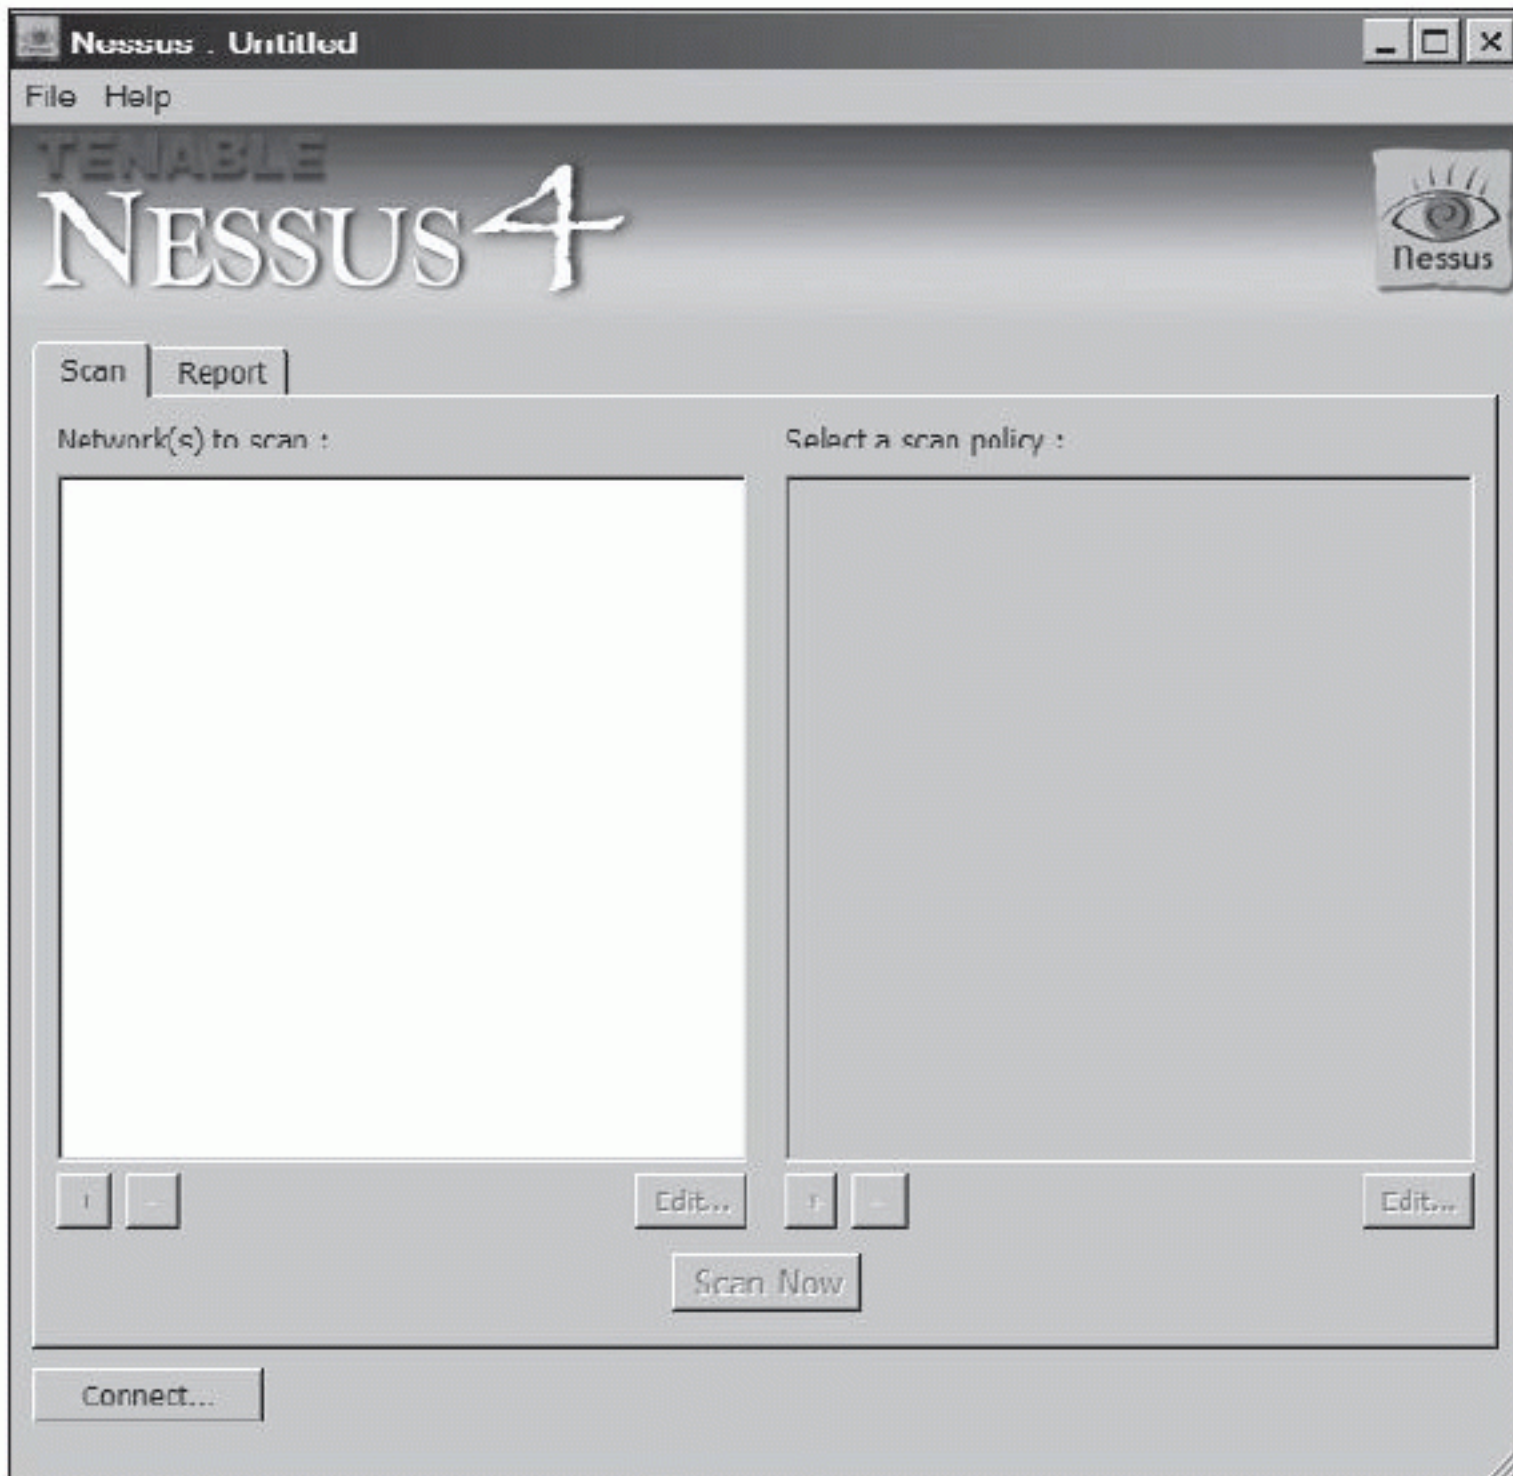 Nessus . Untitled
File Help
TENABLE
NESSUS 4
Nessus
Scan Report
Network(s) to scan : Select a scan policy :
+ - Edit... + - Edit...
Scan Now
Connect...